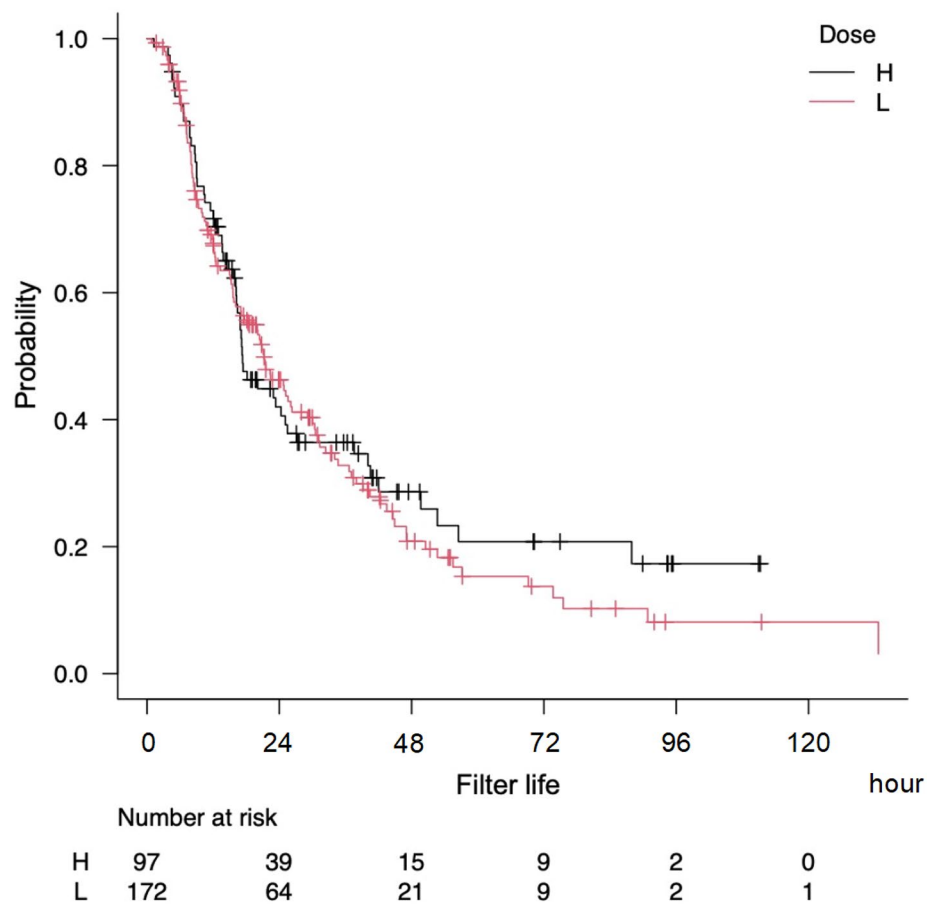 Dose
H
L
1.0
0.8
0.6
0.4
0.2
0.0
Probability
0 24 48 72 96 120
Filter life hour
Number at risk
H 97 39 15 9 2 0
L 172 64 21 9 2 1